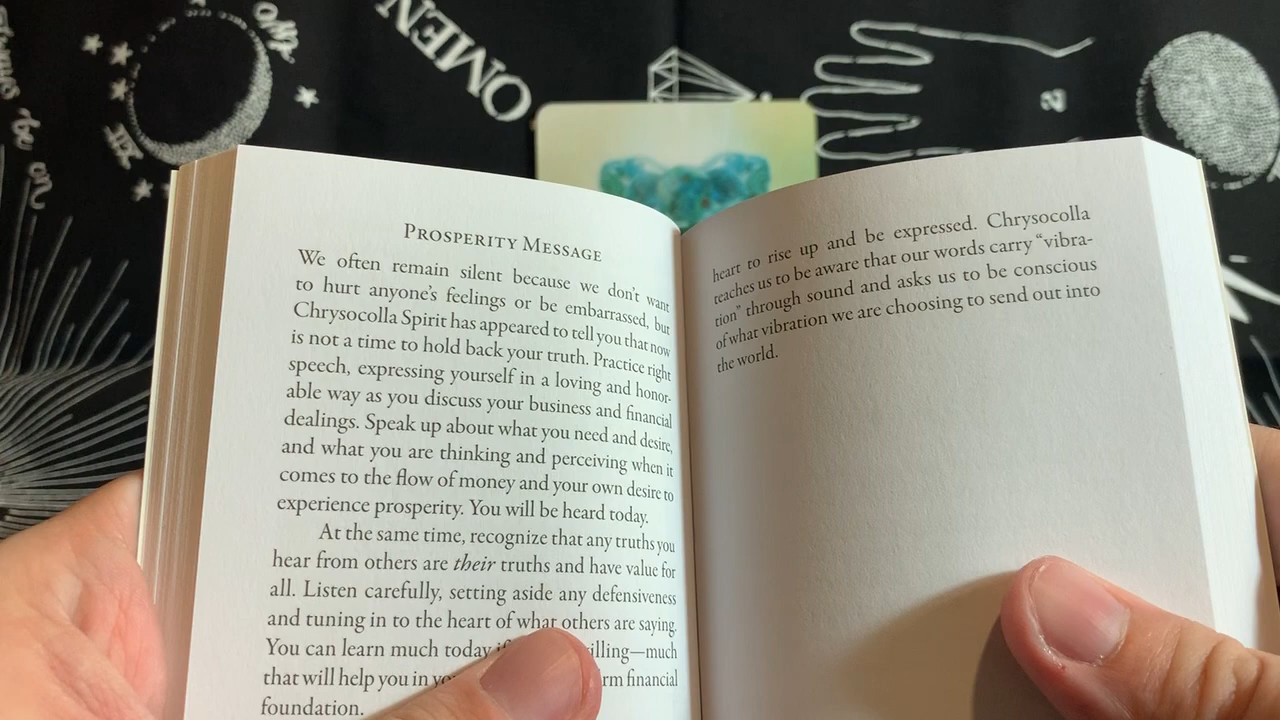 OMEN
VII
2
PROSPERITY MESSAGE
We often remain silent because we don't want
to hurt anyone's feelings or be embarrassed, but
Chrysocolla Spirit has appeared to tell you that now
is not a time to hold back your truth. Practice right
speech, expressing yourself in a loving and honor-
able way as you discuss your business and financial
dealings. Speak up about what you need and desire,
and what you are thinking and perceiving when it
comes to the flow of money and your own desire to
experience prosperity. You will be heard today.
At the same time, recognize that any truths you
hear from others are their truths and have value for
all. Listen carefully, setting aside any defensiveness
and tuning in to the heart of what others are saying.
You can learn much today willing—much
that will help you in firm financial
foundation.
heart to rise up and be expressed. Chrysocolla
teaches us to be aware that our words carry “vibra-
tion” through sound and asks us to be conscious
of what vibration we are choosing to send out into
the world.